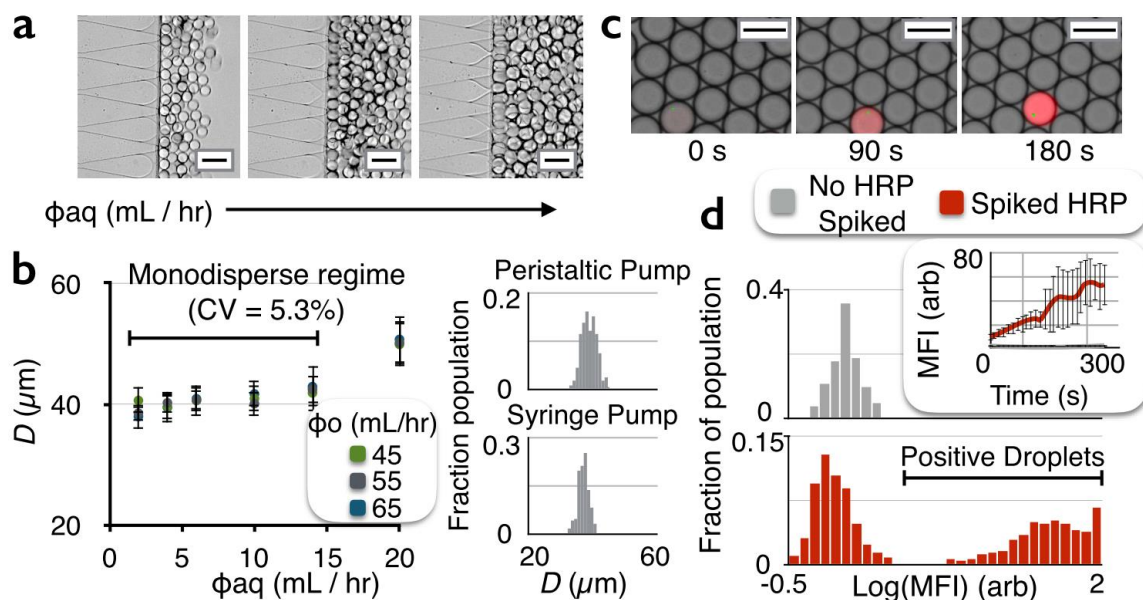 a
ϕaq (mL / hr)
c
0 s
90 s
180 s
b
60
40
20
D (µm)
Monodisperse regime
(CV = 5.3%)
ϕo (mL/hr)
45
55
65
0
5
10
15
20
ϕaq (mL / hr)
Peristaltic Pump
0.2
0
Syringe Pump
0.3
0
Fraction population
20
60
D (µm)
d
No HRP
Spiked
Spiked HRP
80
MFI (arb)
0
300
Time (s)
0.4
0
0.15
0
Fraction of population
Positive Droplets
-0.5
2
Log(MFI) (arb)